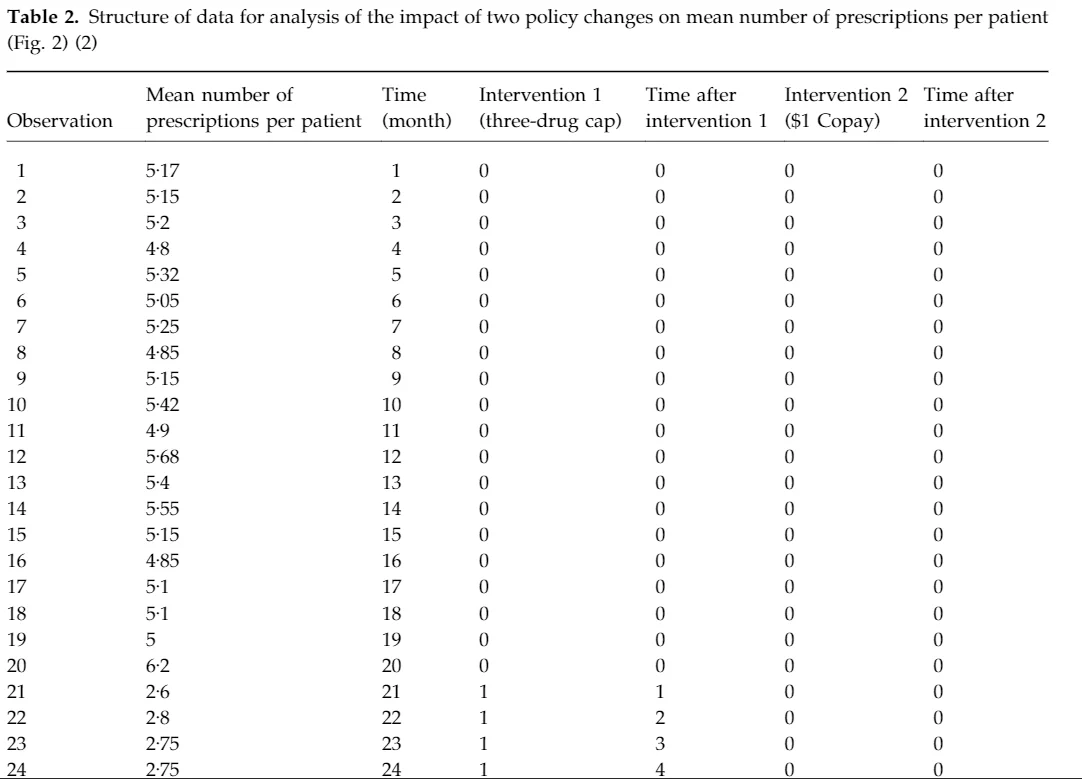 Table 2. Structure of data for analysis of the impact of two policy changes on mean number of prescriptions per patient
(Fig. 2) (2)
Observation Mean number of prescriptions per patient Time (month) Intervention 1 (three-drug cap) Time after intervention 1 Intervention 2 ($1 Copay) Time after intervention 2
1 5·17 1 0 0 0 0
2 5·15 2 0 0 0 0
3 5·2 3 0 0 0 0
4 4·8 4 0 0 0 0
5 5·32 5 0 0 0 0
6 5·05 6 0 0 0 0
7 5·25 7 0 0 0 0
8 4·85 8 0 0 0 0
9 5·15 9 0 0 0 0
10 5·42 10 0 0 0 0
11 4·9 11 0 0 0 0
12 5·68 12 0 0 0 0
13 5·4 13 0 0 0 0
14 5·55 14 0 0 0 0
15 5·15 15 0 0 0 0
16 4·85 16 0 0 0 0
17 5·1 17 0 0 0 0
18 5·1 18 0 0 0 0
19 5 19 0 0 0 0
20 6·2 20 0 0 0 0
21 2·6 21 1 1 0 0
22 2·8 22 1 2 0 0
23 2·75 23 1 3 0 0
24 2·75 24 1 4 0 0